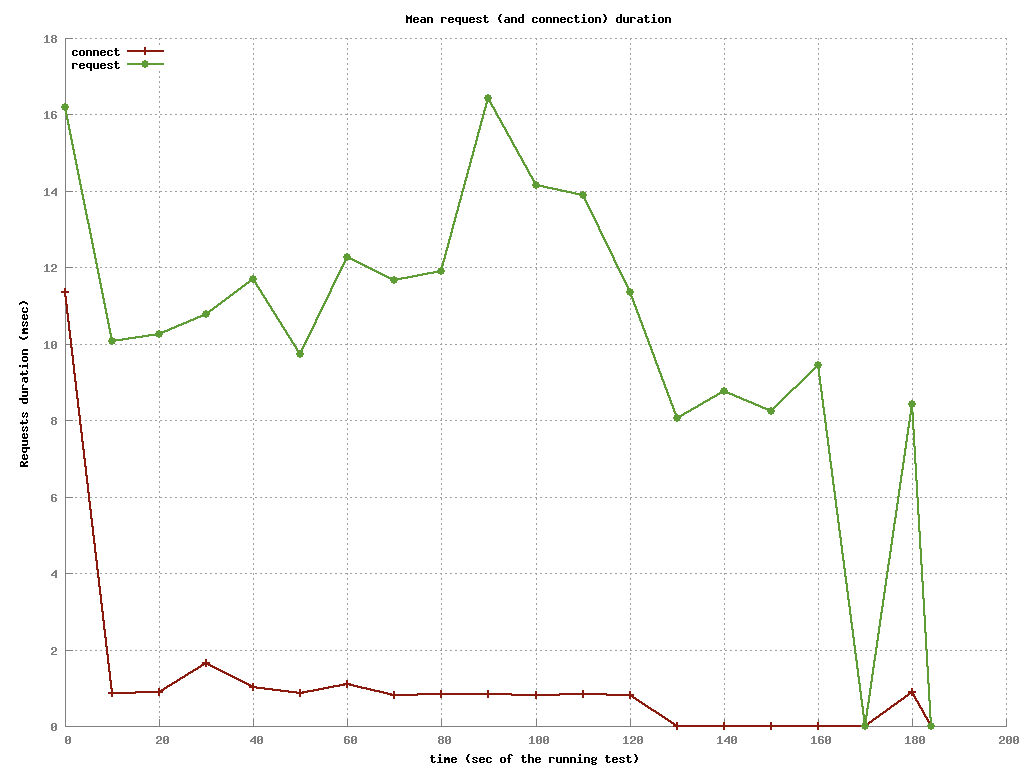 Mean request (and connection) duration
18
connect
request
16
14
12
10
8
6
4
2
0
Requests duration (msec)
0 20 40 60 80 100 120 140 160 180 200
time (sec of the running test)